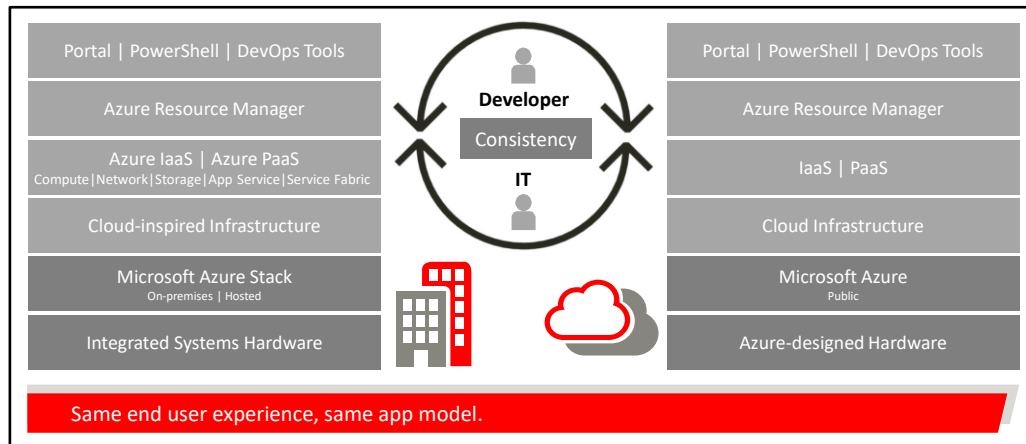 Portal | PowerShell | DevOps Tools
Azure Resource Manager
Azure IaaS | Azure PaaS
Compute|Network|Storage|App Service|Service Fabric
Cloud-inspired Infrastructure
Microsoft Azure Stack
On-premises | Hosted
Integrated Systems Hardware
Developer
Consistency
IT
Portal | PowerShell | DevOps Tools
Azure Resource Manager
IaaS | PaaS
Cloud Infrastructure
Microsoft Azure
Public
Azure-designed Hardware
Same end user experience, same app model.